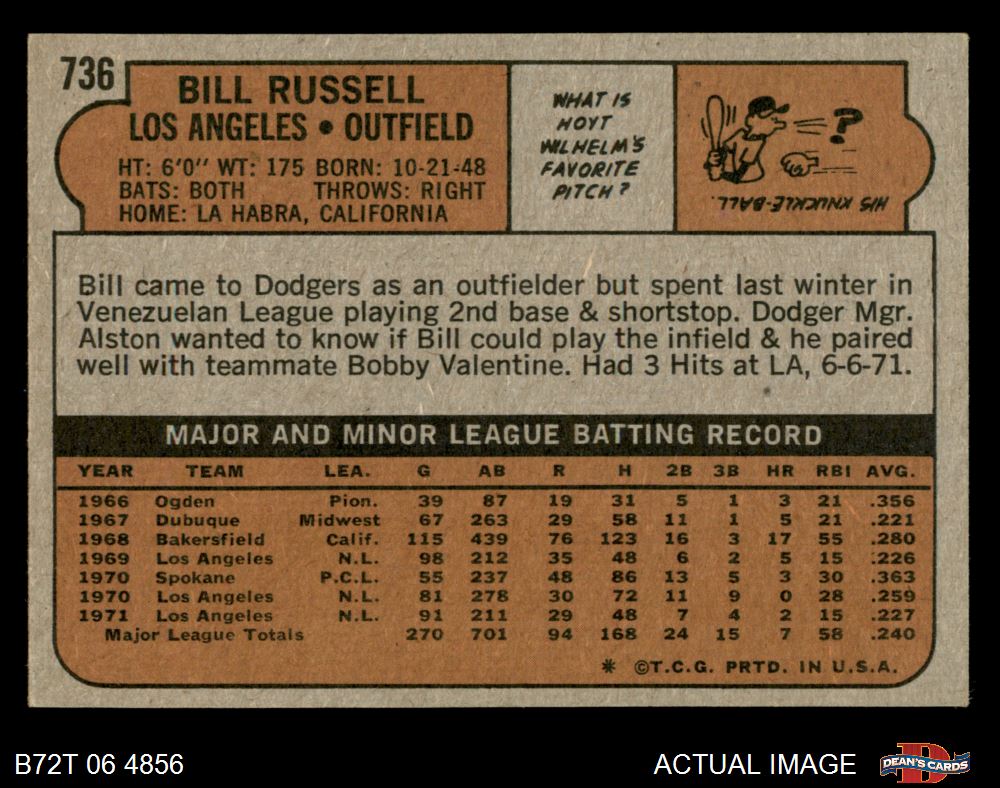 736
BILL RUSSELL
LOS ANGELES • OUTFIELD
HT: 6'0" WT: 175 BORN: 10-21-48
BATS: BOTH THROWS: RIGHT
HOME: LA HABRA, CALIFORNIA
WHAT IS
HOYT
WILHELM'S
FAVORITE
PITCH?
?
HIS KNUCKLE-BALL.
Bill came to Dodgers as an outfielder but spent last winter in
Venezuelan League playing 2nd base & shortstop. Dodger Mgr.
Alston wanted to know if Bill could play the infield & he paired
well with teammate Bobby Valentine. Had 3 Hits at LA, 6-6-71.
MAJOR AND MINOR LEAGUE BATTING RECORD
YEAR TEAM LEA. G AB R H 2B 3B HR RBI AVG.
1966 Ogden Pion. 39 87 19 31 5 1 3 21 .356
1967 Dubuque Midwest 67 263 29 58 11 1 5 21 .221
1968 Bakersfield Calif. 115 439 76 123 16 3 17 55 .280
1969 Los Angeles N.L. 98 212 35 48 6 2 5 15 .226
1970 Spokane P.C.L. 55 237 48 86 13 5 3 30 .363
1970 Los Angeles N.L. 81 278 30 72 11 9 0 28 .259
1971 Los Angeles N.L. 91 211 29 48 7 4 2 15 .227
Major League Totals 270 701 94 168 24 15 7 58 .240
* ©T.C.G. PRTD. IN U.S.A.
B72T 06 4856
ACTUAL IMAGE
D
DEAN'S CARDS